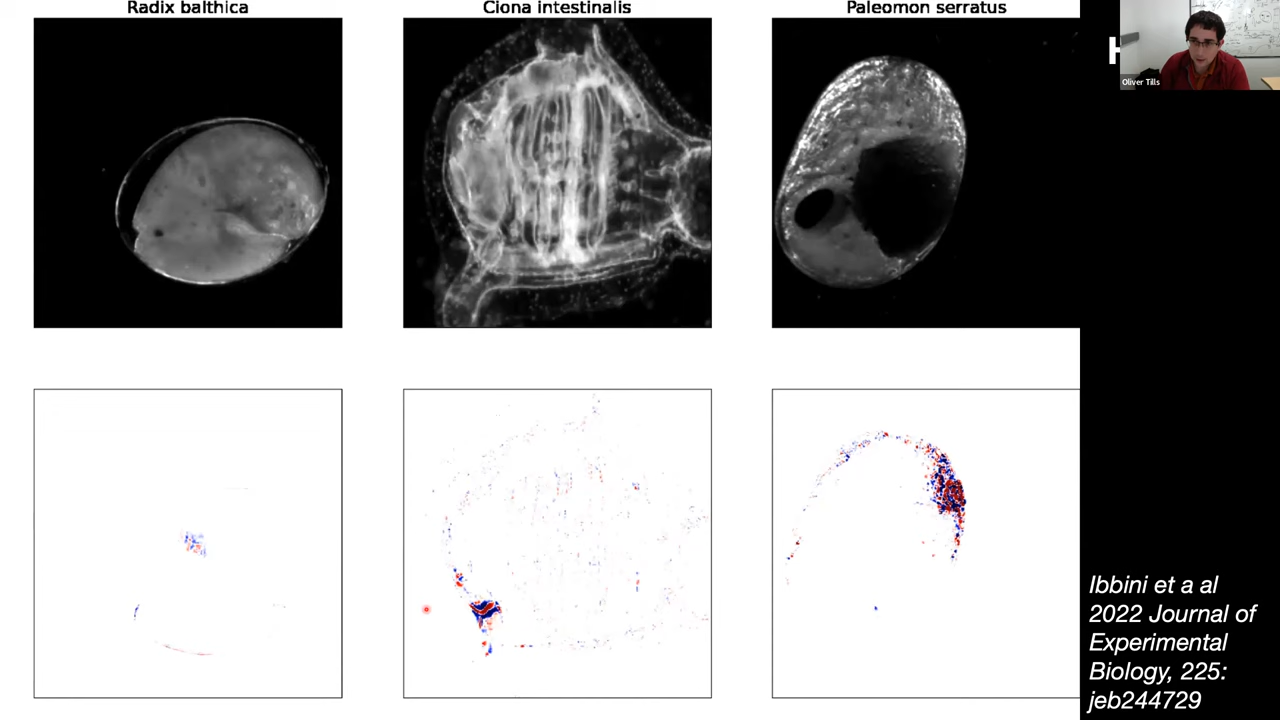 Radix balthica
Ciona intestinalis
Paleomon serratus
H
Oliver Tills
Ibbini et a al
2022 Journal of
Experimental
Biology, 225:
jeb244729